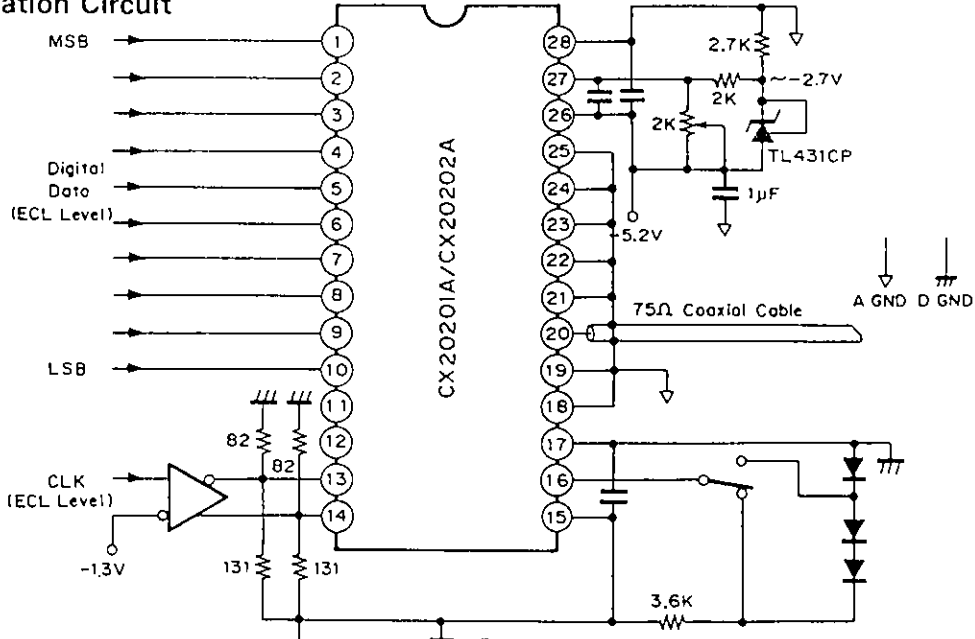 ation Circuit
MSB
Digital
Data
(ECL Level)
LSB
CLK
(ECL Level)
-1.3V
82
82
131
131
1
2
3
4
5
6
7
8
9
10
11
12
13
14
CX20201A/CX20202A
28
27
26
25
24
23
22
21
20
19
18
17
16
15
2.7K
~-2.7V
2K
2K
TL431CP
1μF
-5.2V
A GND
D GND
75Ω Coaxial Cable
3.6K